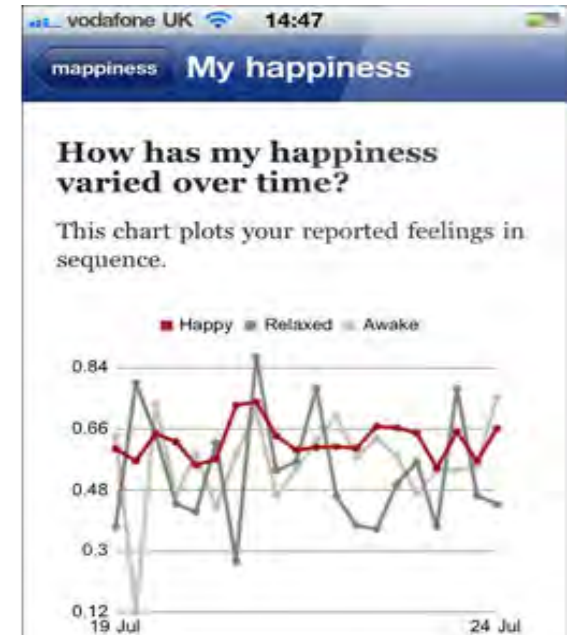 vodafone UK 14:47
mappiness My happiness
How has my happiness
varied over time?
This chart plots your reported feelings in
sequence.
Happy Relaxed Awake
0.84
0.66
0.48
0.3
0.12
19 Jul 24 Jul